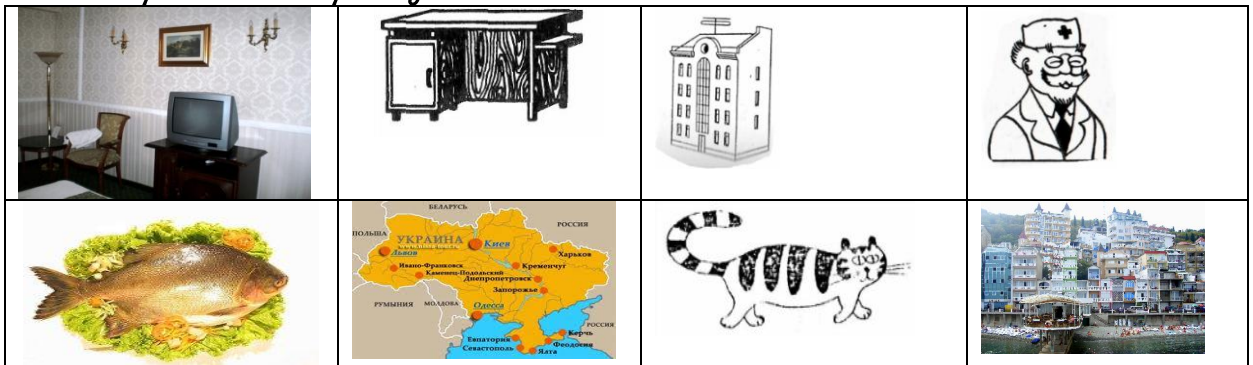 БЕЛАРУСЬ
ПОЛЬША
РОССИЯ
УКРАИНА
Киев
Львов
Харьков
Ивано-Франковск
Кременчуг
Каменец-Подольский
Днепропетровск
Запорожье
РУМЫНИЯ
МОЛДОВА
Одесса
РОССИЯ
Керчь
Евпатория
Феодосия
Севастополь
Ялта